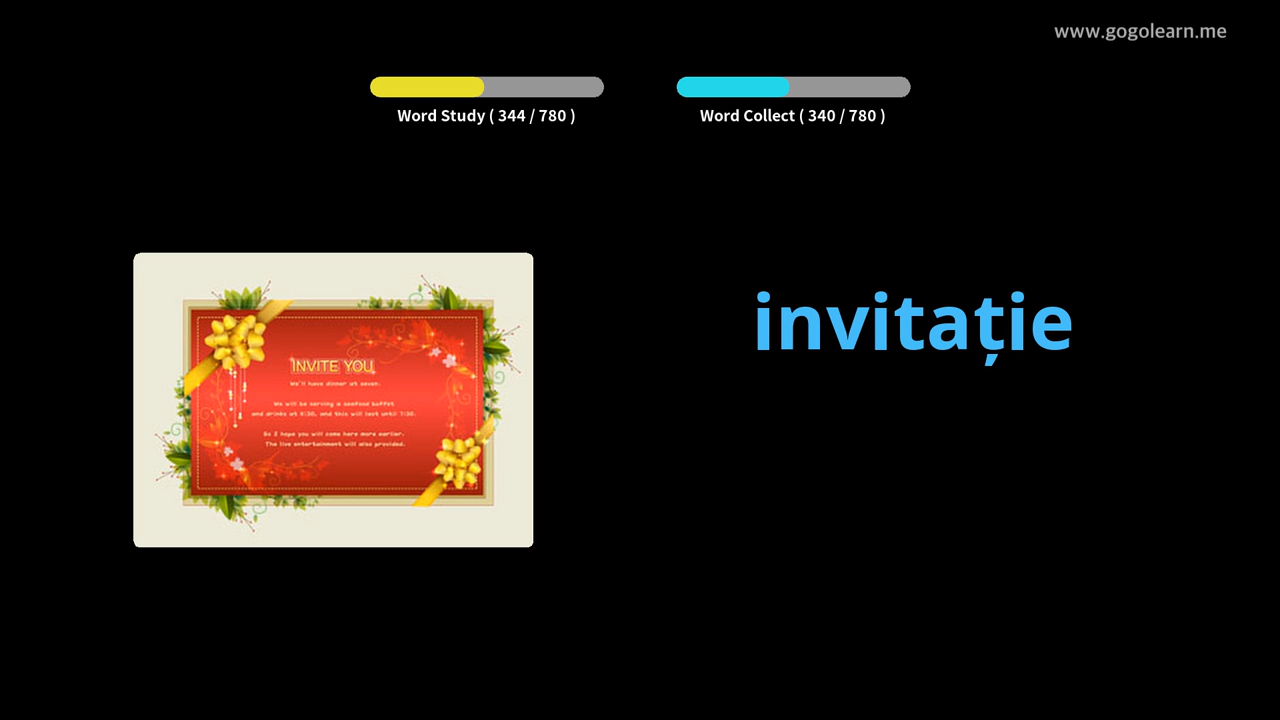 www.gogolearn.me
Word Study ( 344 / 780 )
Word Collect ( 340 / 780 )
invitație
INVITE YOU
We'll have dinner at seven.
We will be serving a seafood buffet
and drinks at 6:30, and this will last until 7:30.
So I hope you will come here more earlier.
The live entertainment will also provided.